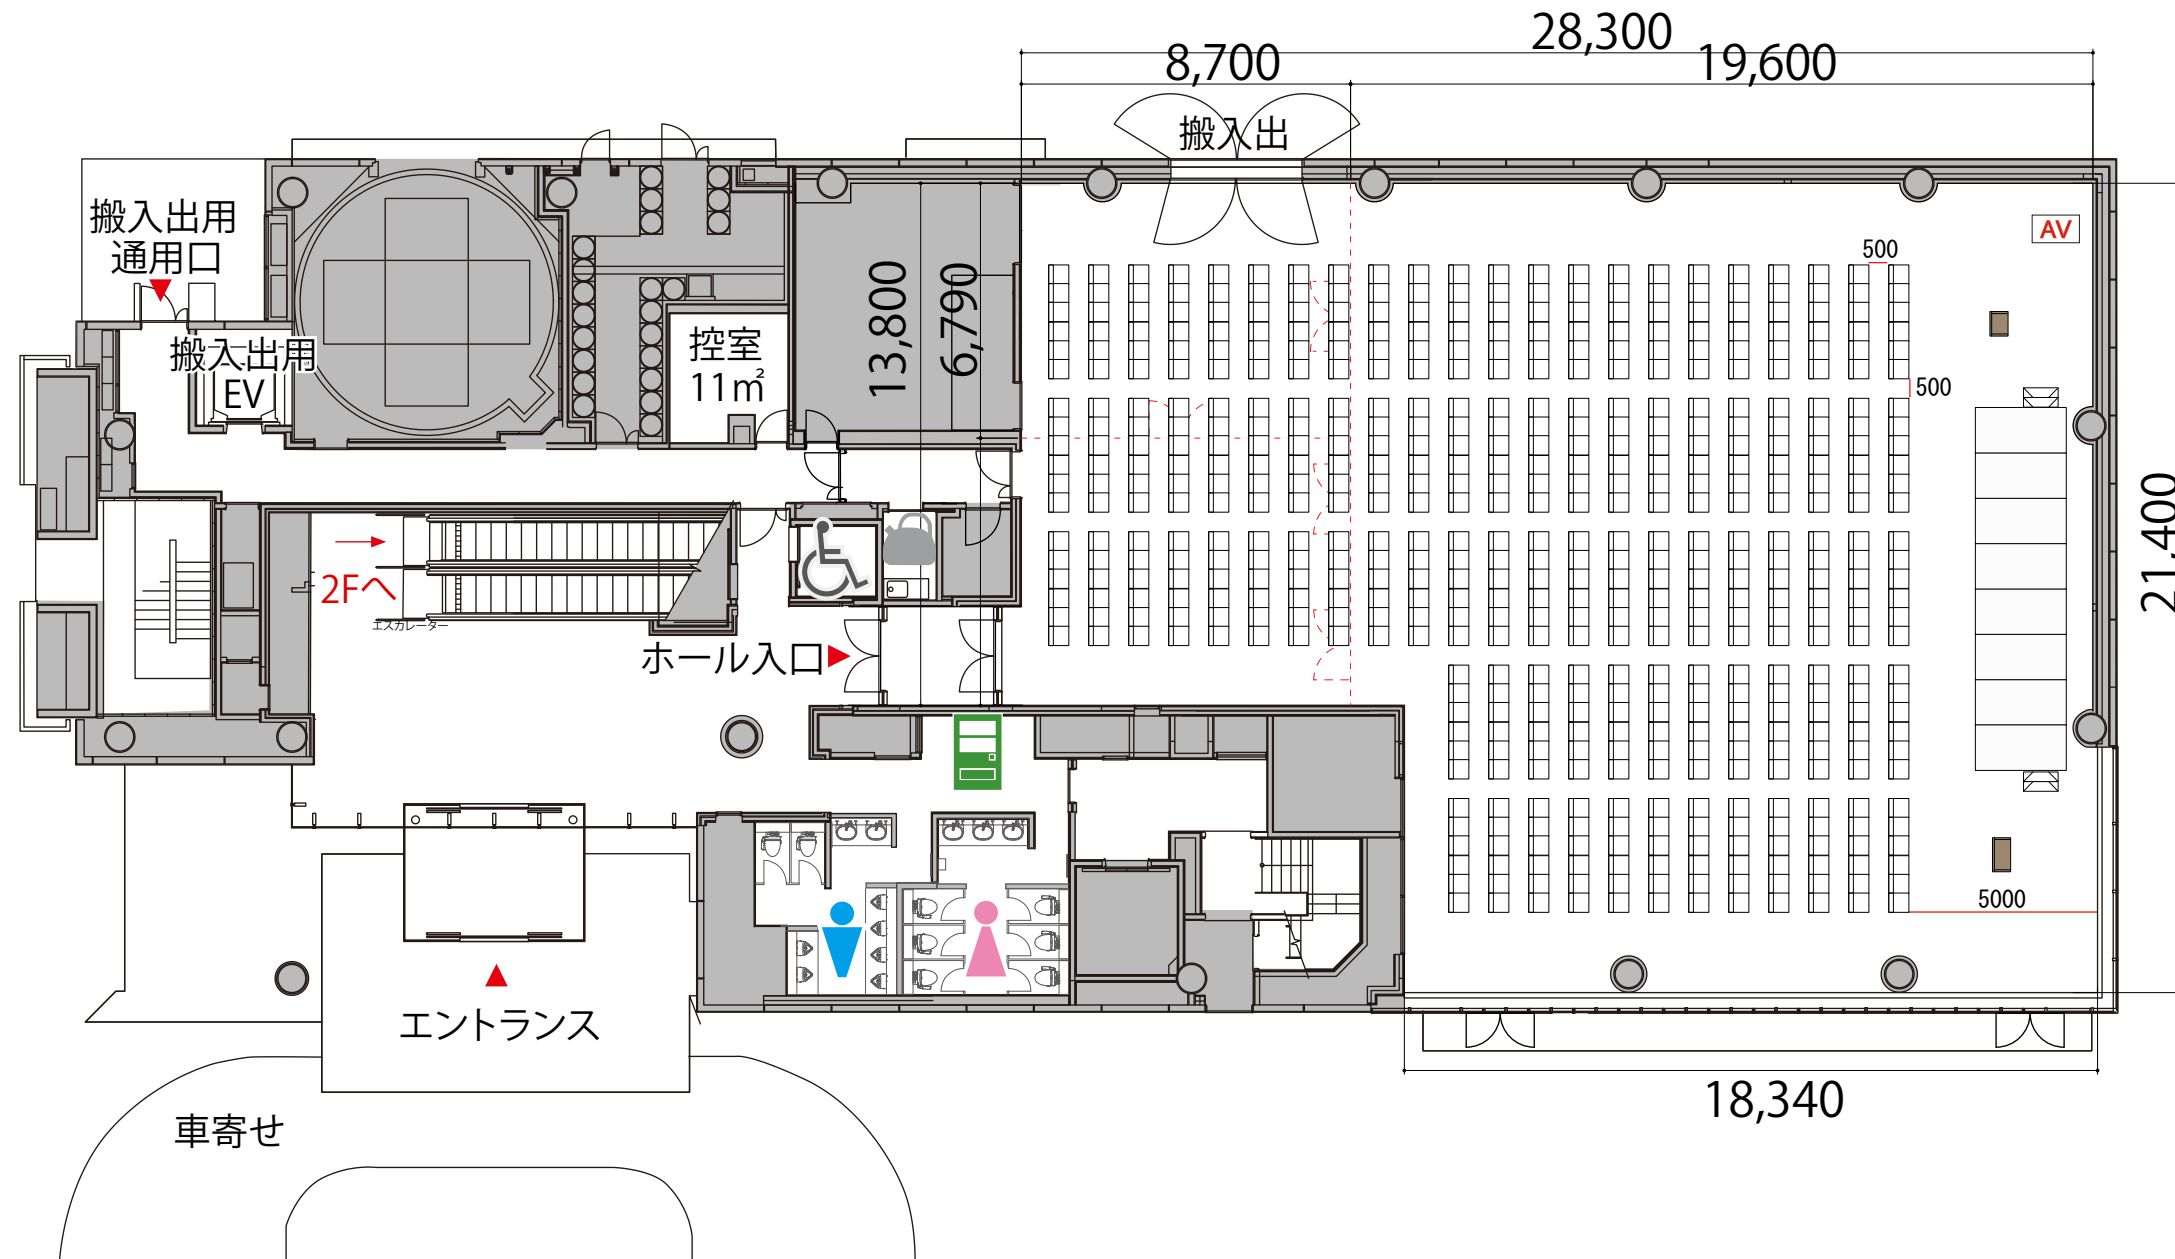 28,300
8,700
19,600
搬入出
搬入出用
通用口
AV
500
搬入出用
EV
控室
11㎡
13,800
6,790
500
21,400
2Fへ
エスカレーター
ホール入口
5000
エントランス
18,340
車寄せ